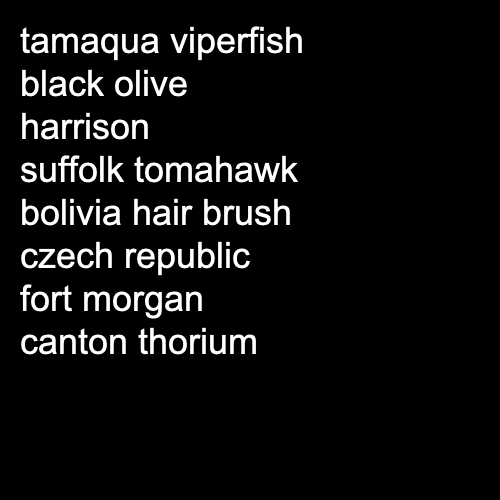 tamaqua viperfish
black olive
harrison
suffolk tomahawk
bolivia hair brush
czech republic
fort morgan
canton thorium